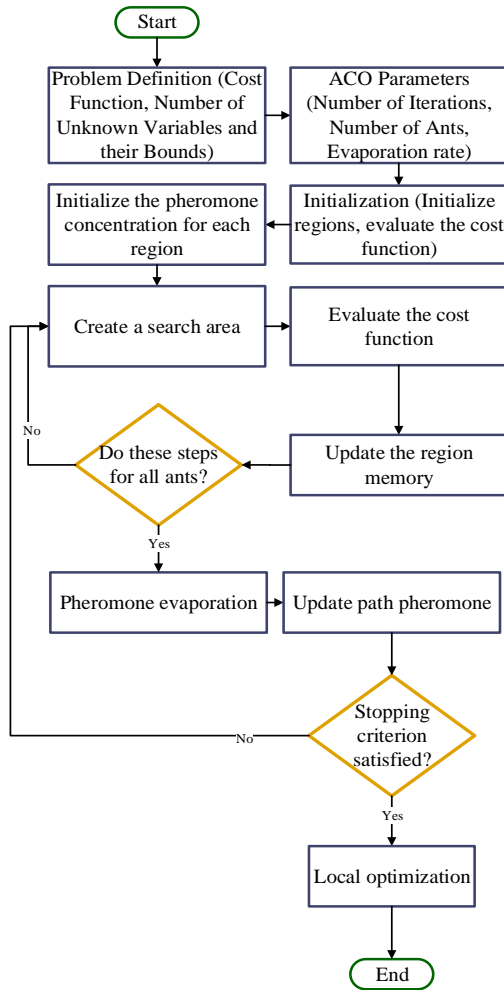 Start
Problem Definition (Cost
Function, Number of
Unknown Variables and
their Bounds)
ACO Parameters
(Number of Iterations,
Number of Ants,
Evaporation rate)
Initialization (Initialize
regions, evaluate the cost
function)
Initialize the pheromone
concentration for each
region
Create a search area
Evaluate the cost
function
Update the region
memory
Do these steps
for all ants?
No
Yes
Pheromone evaporation
Update path pheromone
Stopping
criterion
satisfied?
No
Yes
Local optimization
End